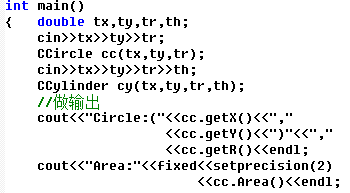 int main()
{   double tx,ty,tr,th;
    cin>>tx>>ty>>tr;
    CCircle cc(tx,ty,tr);
    cin>>tx>>ty>>tr>>th;
    CCylinder cy(tx,ty,tr,th);
    //做输出
    cout<<"Circle:("<<cc.getX()<<","
                    <<cc.getY()<<")"<<","
                    <<cc.getR()<<endl;
    cout<<"Area:"<<fixed<<setprecision(2)
                        <<cc.Area()<<endl;